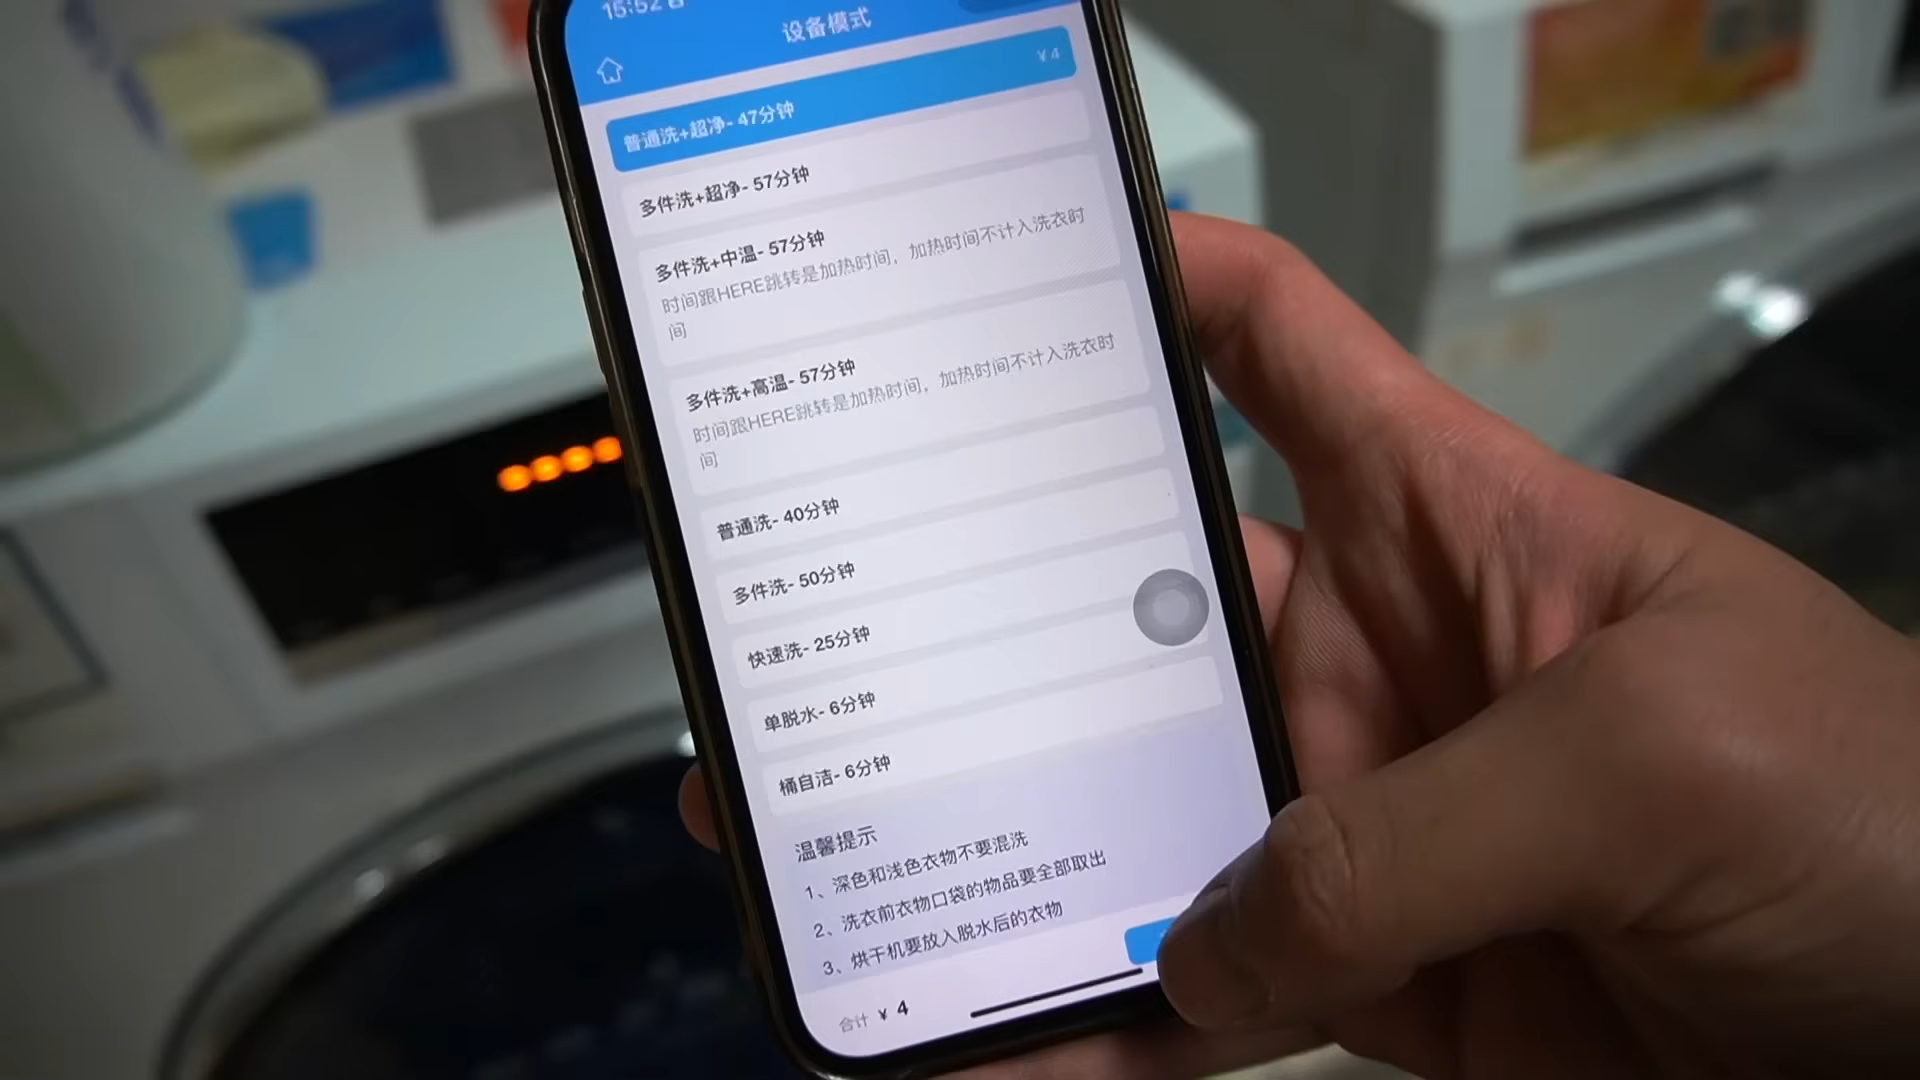 15:52
设备模式
普通洗+超净- 47分钟 ¥4
多件洗+超净- 57分钟
多件洗+中温- 57分钟
时间跟HERE跳转是加热时间，加热时间不计入洗衣时
间
多件洗+高温- 57分钟
时间跟HERE跳转是加热时间，加热时间不计入洗衣时
间
普通洗- 40分钟
多件洗- 50分钟
快速洗- 25分钟
单脱水- 6分钟
桶自洁- 6分钟
温馨提示
1、深色和浅色衣物不要混洗
2、洗衣前衣物口袋的物品要全部取出
3、烘干机要放入脱水后的衣物
合计 ¥ 4